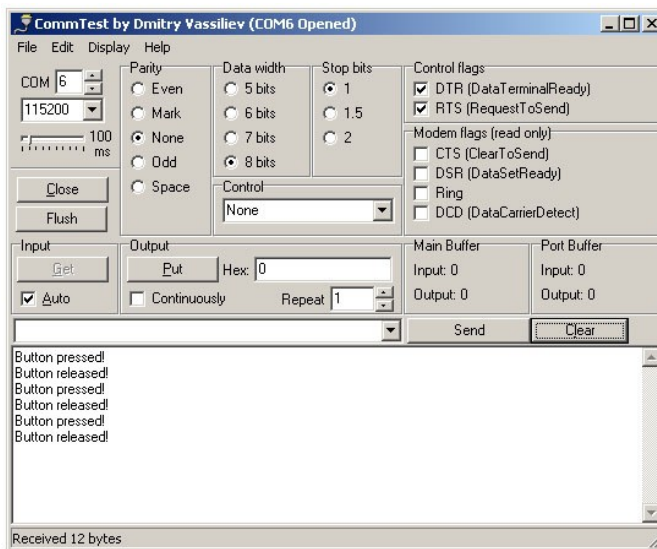 CommTest by Dmitry Vassiliev (COM6 Opened)
File Edit Display Help
COM 6
115200
100
ms
Close
Flush
Parity
Even
Mark
None
Odd
Space
Data width
5 bits
6 bits
7 bits
8 bits
Stop bits
1
1.5
2
Control
None
Control flags
DTR (DataTerminalReady)
RTS (RequestToSend)
Modem flags (read only)
CTS (ClearToSend)
DSR (DataSetReady)
Ring
DCD (DataCarrierDetect)
Input
Get
Auto
Output
Put Hex: 0
Continuously Repeat 1
Main Buffer
Input: 0
Output: 0
Port Buffer
Input: 0
Output: 0
Send Clear
Button pressed!
Button released!
Button pressed!
Button released!
Button pressed!
Button released!
Received 12 bytes